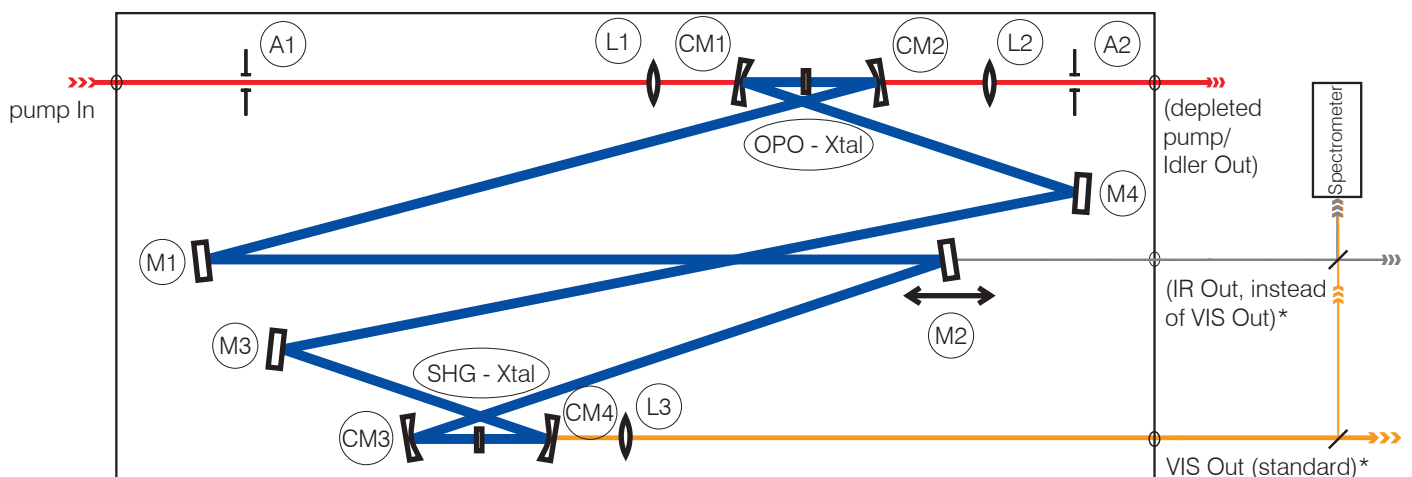 A1
L1
CM1
CM2
L2
A2
pump In
OPO - Xtal
(depleted
pump/
Idler Out)
Spectrometer
M4
M1
M2
(IR Out, instead
of VIS Out)*
M3
SHG - Xtal
CM3
CM4
L3
VIS Out (standard)*